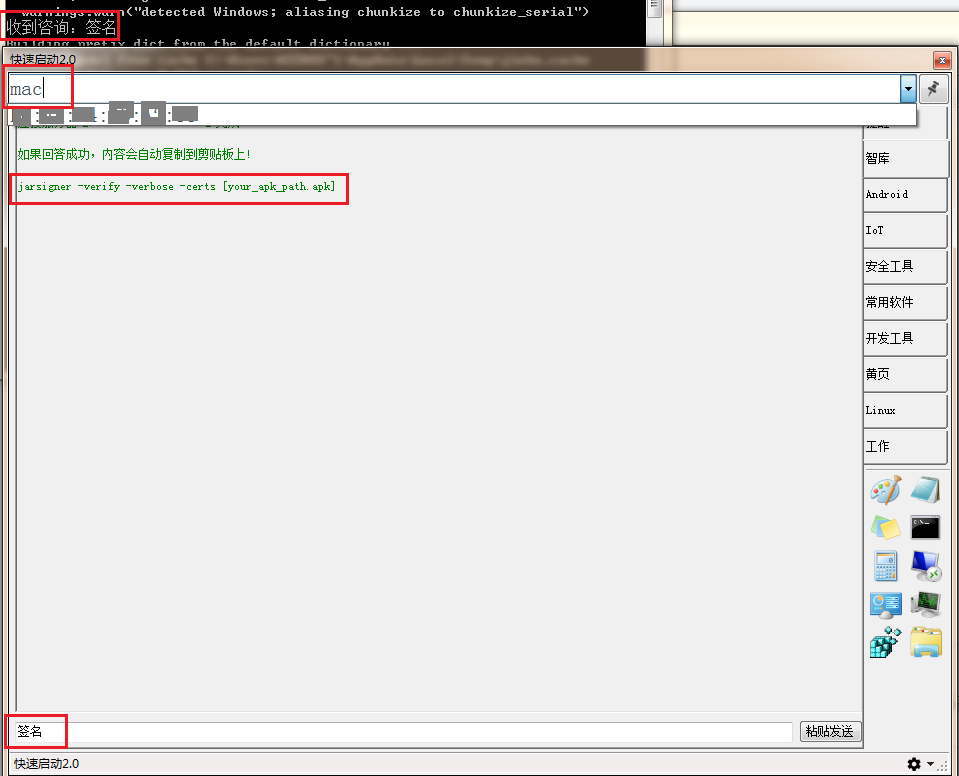 warnings.warn("detected Windows; aliasing chunkize to chunkize_serial")
收到咨询：签名
Building prefix dict from the default dictionary
快速启动2.0
mac
如果回答成功，内容会自动复制到剪贴板上!
jarsigner -verify -verbose -certs [your_apk_path.apk]
智库
Android
IoT
安全工具
常用软件
开发工具
黄页
Linux
工作
签名
粘贴发送
快速启动2.0